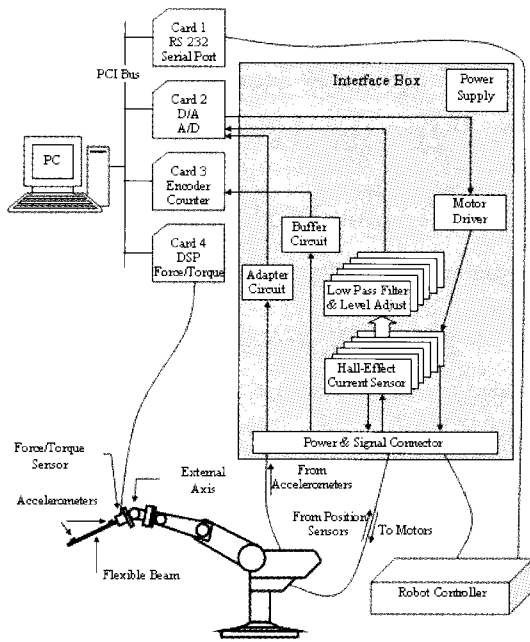 Card 1
RS 232
Serial Port
PCI Bus
Interface Box
Power
Supply
Card 2
D/A
A/D
PC
Card 3
Encoder
Counter
Motor
Driver
Buffer
Circuit
Card 4
DSP
Force/Torque
Adapter
Circuit
Low Pass Filter
& Level Adjust
Hall-Effect
Current Sensor
Power & Signal Connector
Force/Torque
Sensor
External
Axis
From
Accelerometers
Accelerometers
From Position
Sensors
To Motors
Flexible Beam
Robot Controller